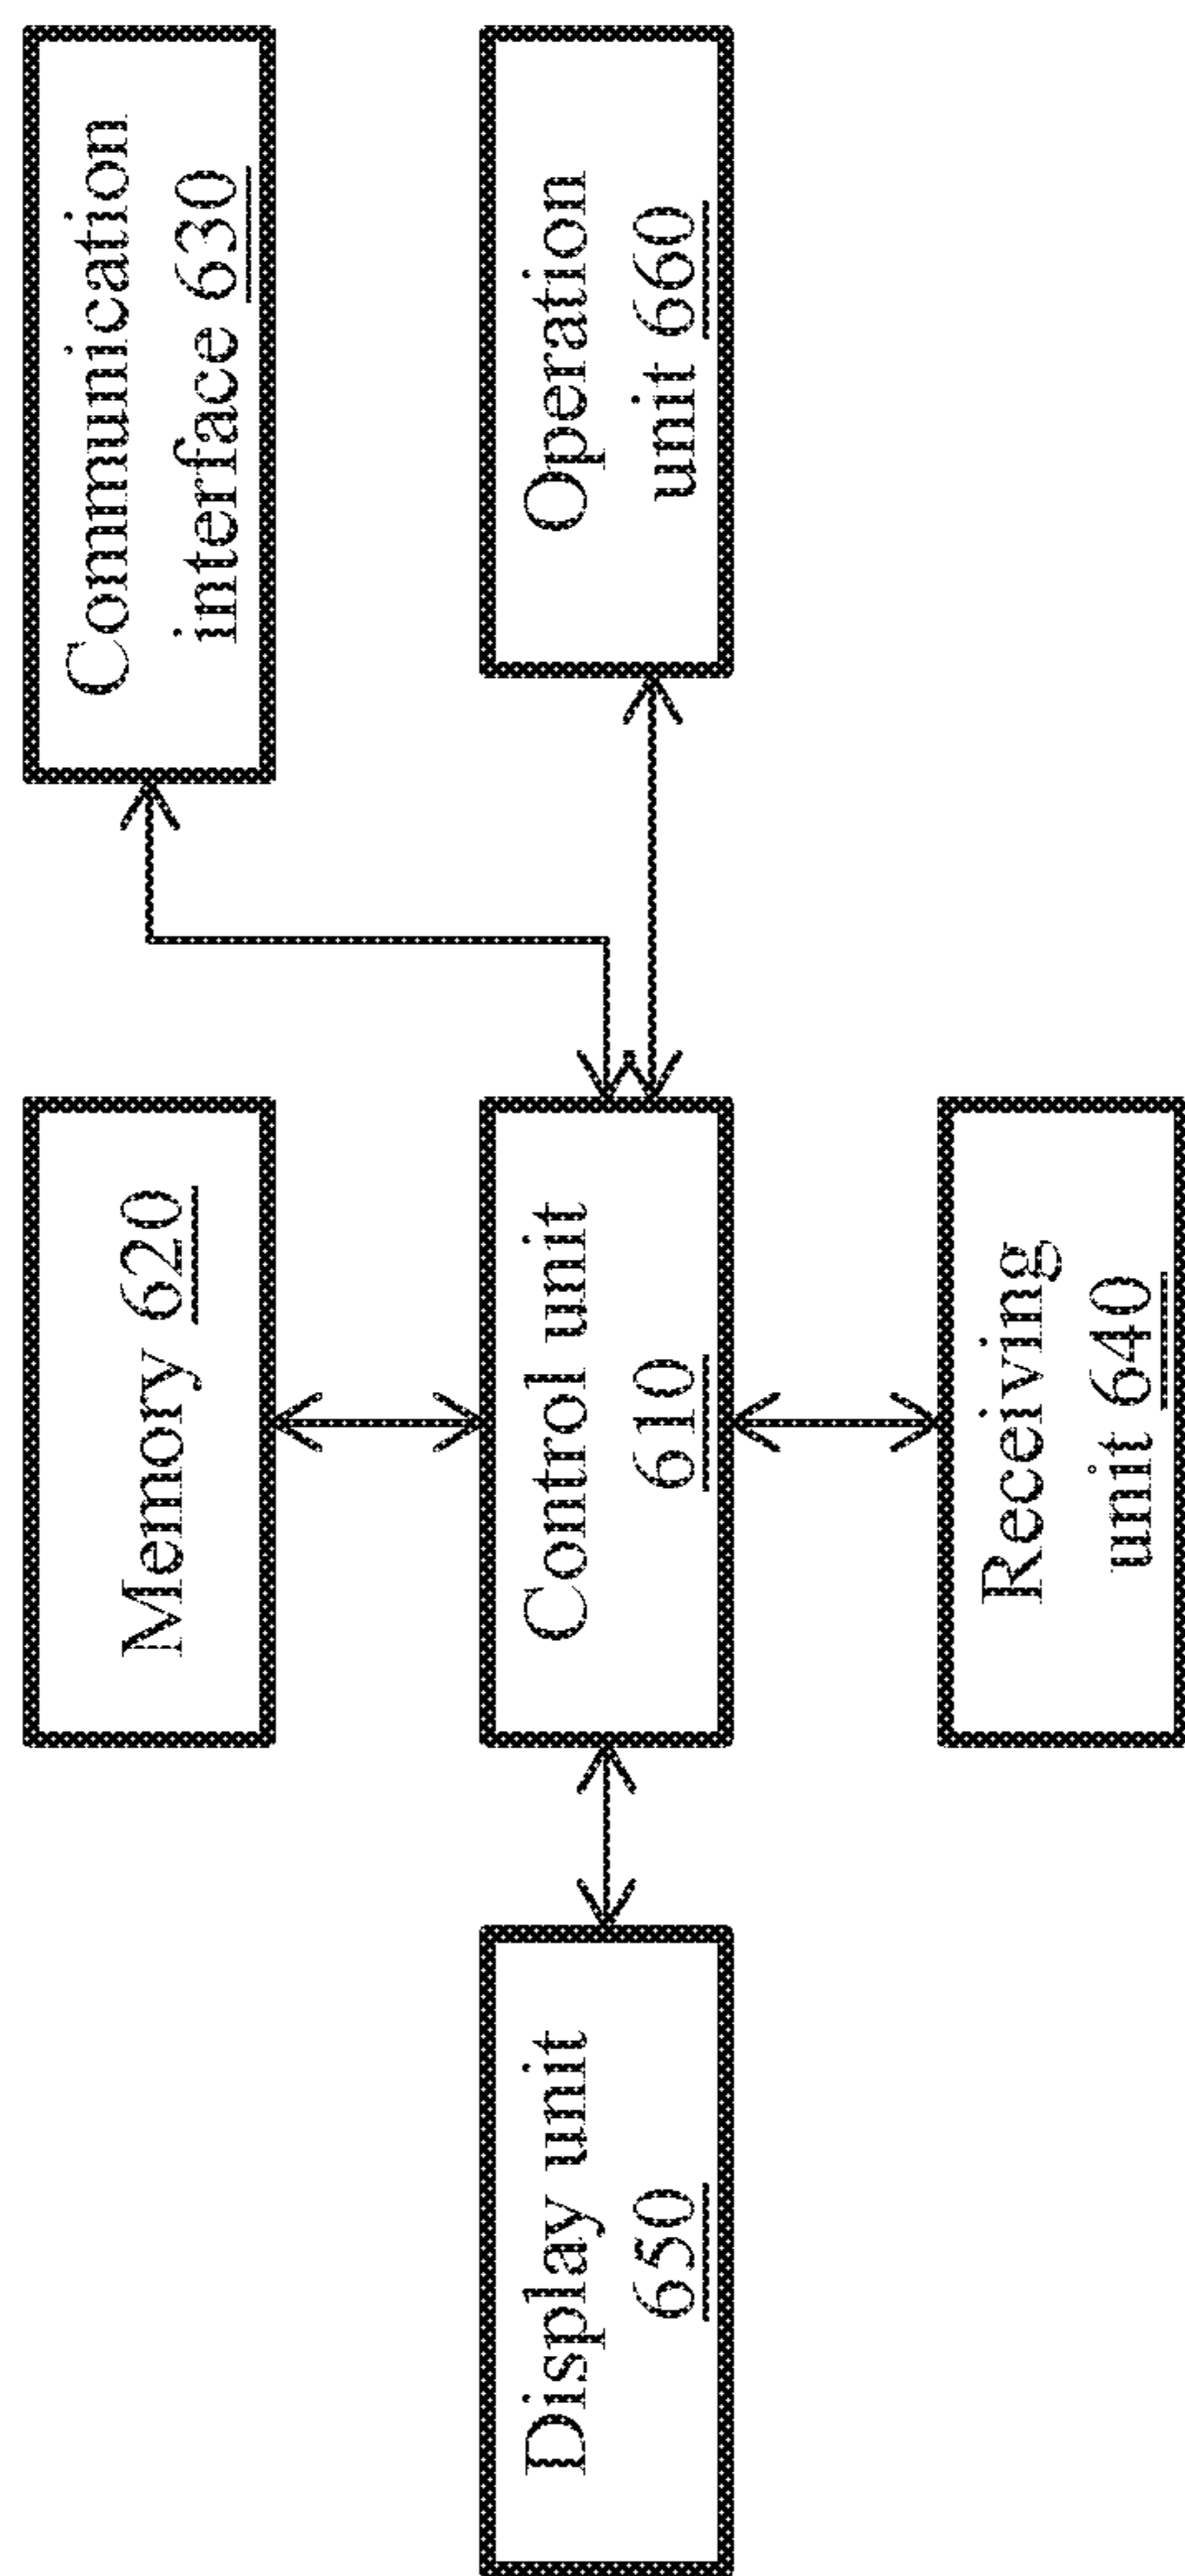 Memory 620
Communication
interface 630
Display unit
650
Control unit
610
Operation
unit 660
Receiving
unit 640